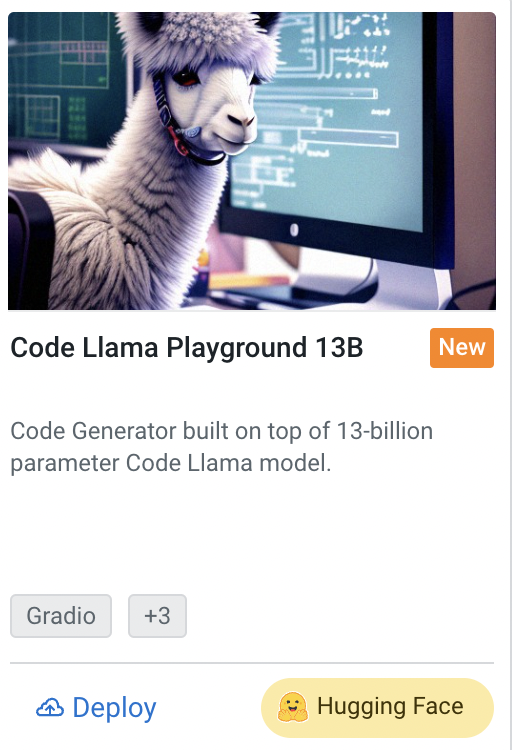 Code Llama Playground 13B
New
Code Generator built on top of 13-billion
parameter Code Llama model.
Gradio
+3
Deploy
Hugging Face